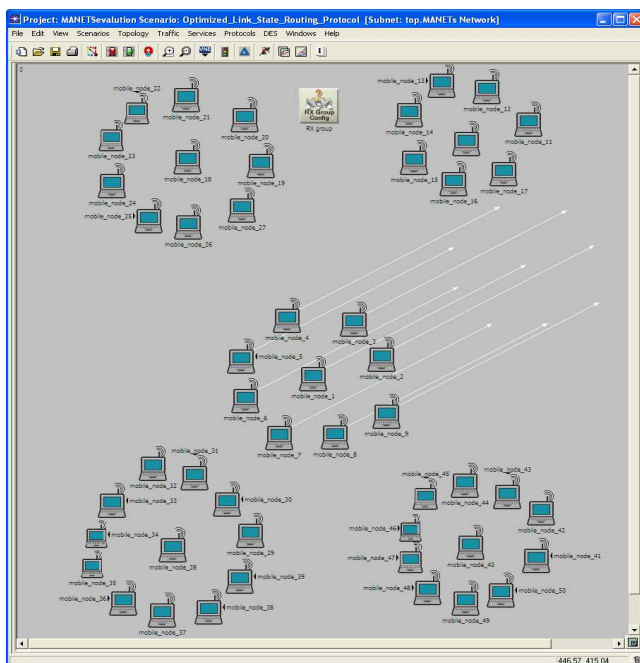 Project: MANETSevalution Scenario: Optimized_Link_State_Routing_Protocol [Subnet: top.MANETs Network]
File Edit View Scenarios Topology Traffic Services Protocols DES Windows Help
0
mobile_node_22
mobile_node_21
mobile_node_20
mobile_node_23
mobile_node_18
mobile_node_19
mobile_node_24
mobile_node_25
mobile_node_26
mobile_node_27
RX Group
Config
RX group
mobile_node_13
mobile_node_12
mobile_node_14
mobile_node_11
mobile_node_15
mobile_node_16
mobile_node_17
mobile_node_4
mobile_node_3
mobile_node_5
mobile_node_2
mobile_node_1
mobile_node_6
mobile_node_9
mobile_node_7
mobile_node_8
mobile_node_31
mobile_node_32
mobile_node_33
mobile_node_30
mobile_node_34
mobile_node_29
mobile_node_28
mobile_node_35
mobile_node_39
mobile_node_36
mobile_node_38
mobile_node_37
mobile_node_45
mobile_node_43
mobile_node_44
mobile_node_42
mobile_node_46
mobile_node_47
mobile_node_40
mobile_node_41
mobile_node_48
mobile_node_50
mobile_node_49
446.57, 415.04